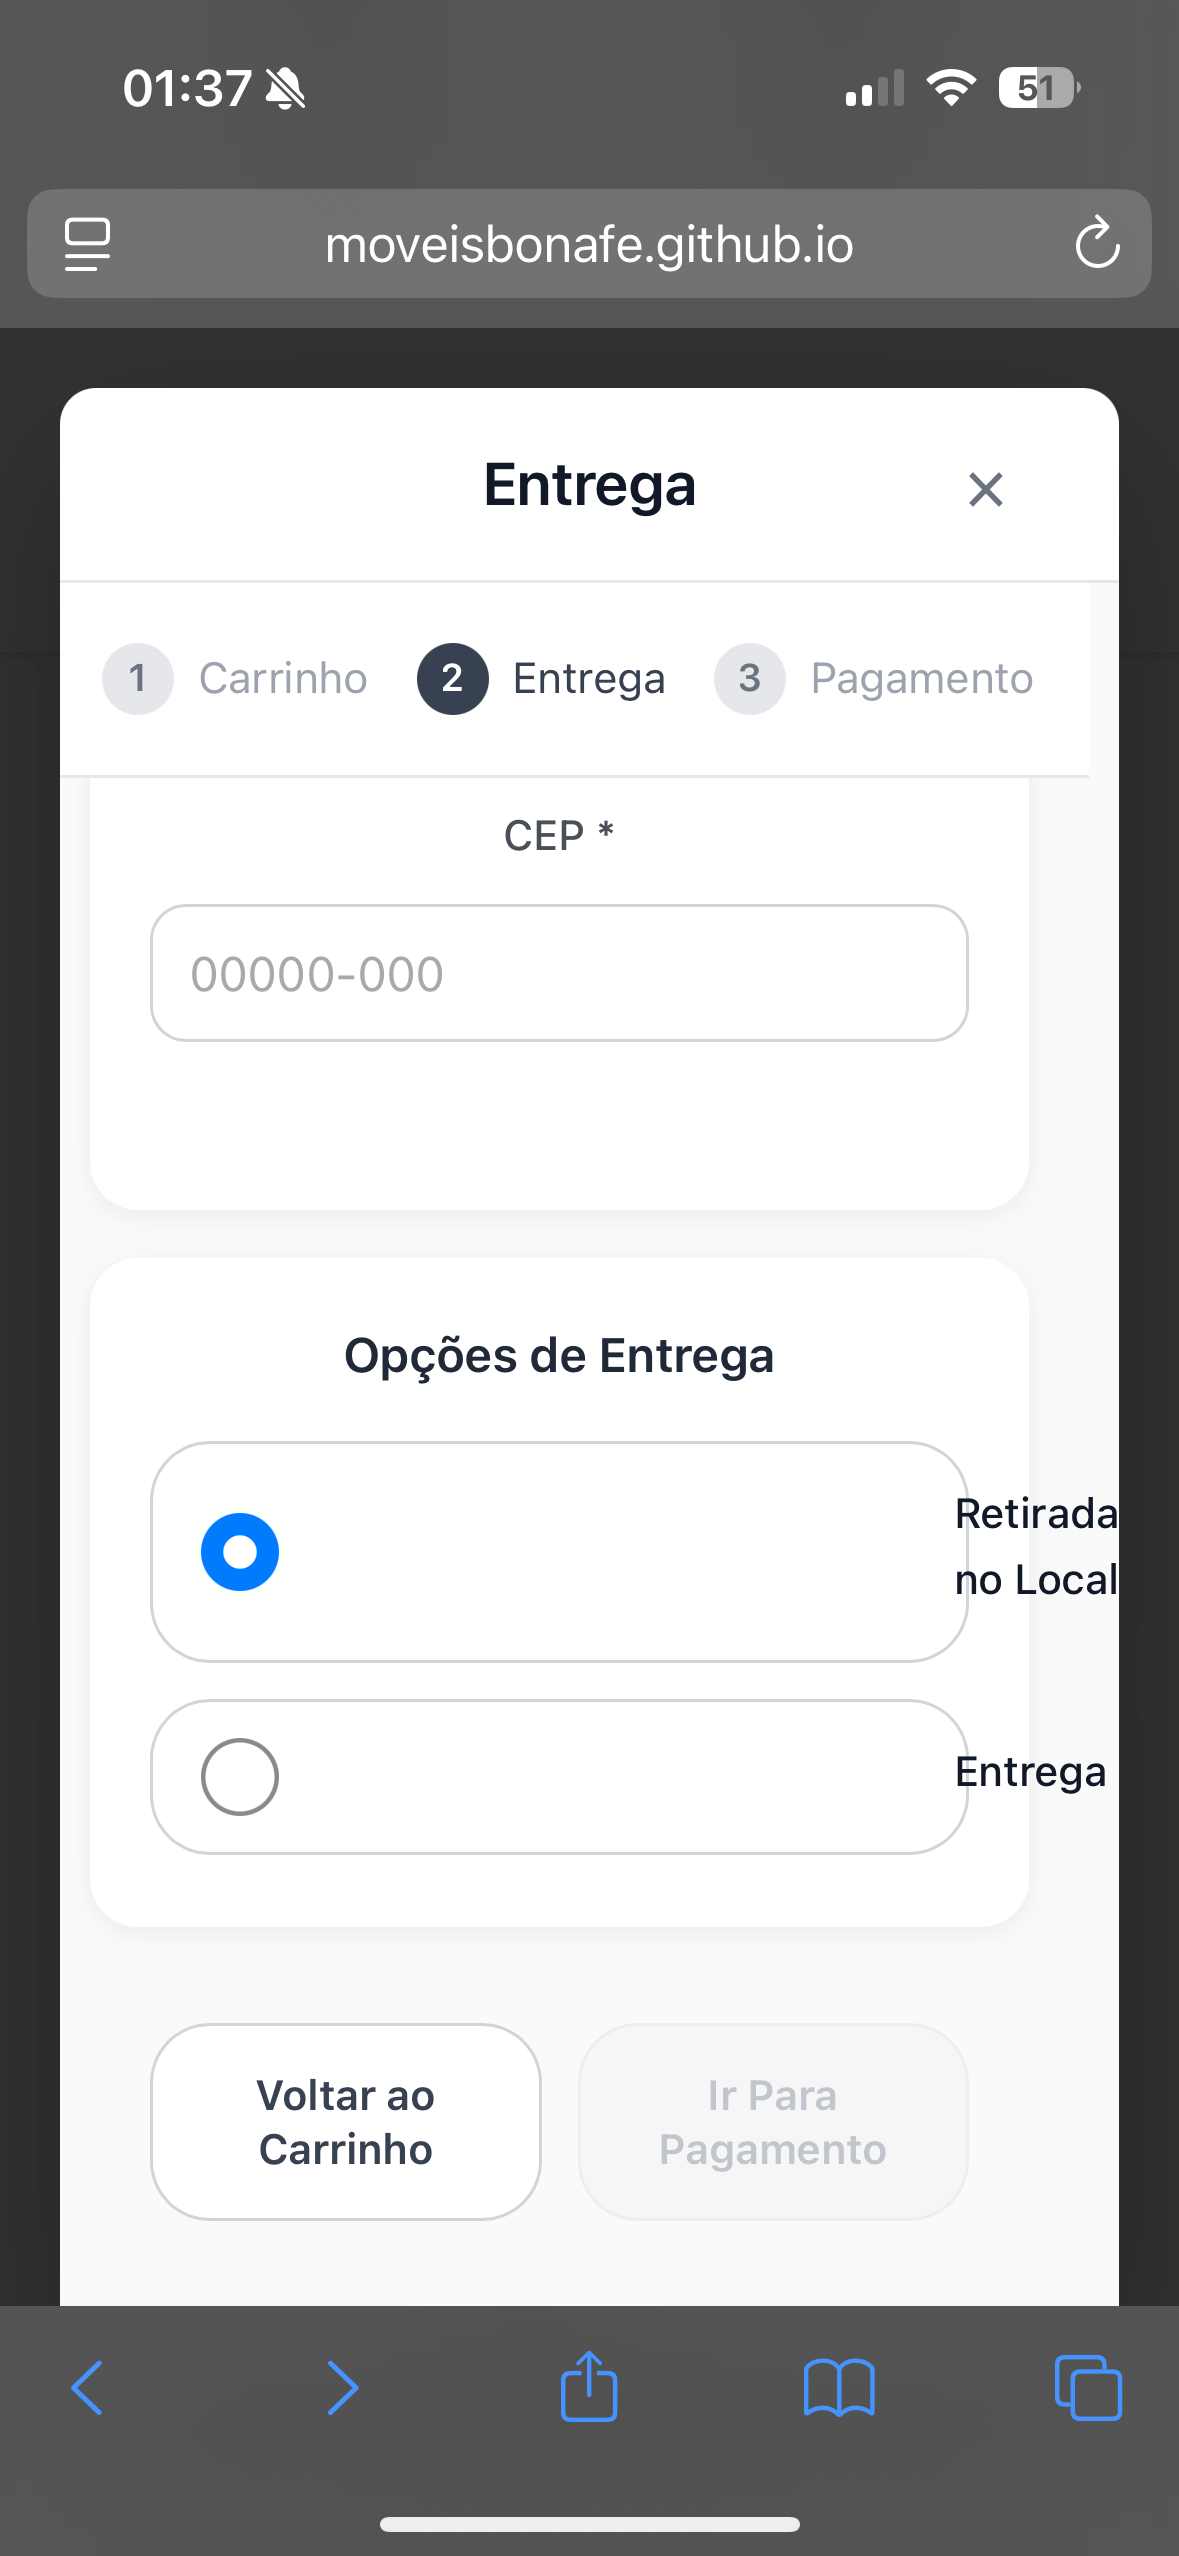 01:37
51
moveisbonafe.github.io
Entrega
1 Carrinho 2 Entrega 3 Pagamento
CEP *
00000-000
Opções de Entrega
Retirada
no Local
Entrega
Voltar ao
Carrinho
Ir Para
Pagamento